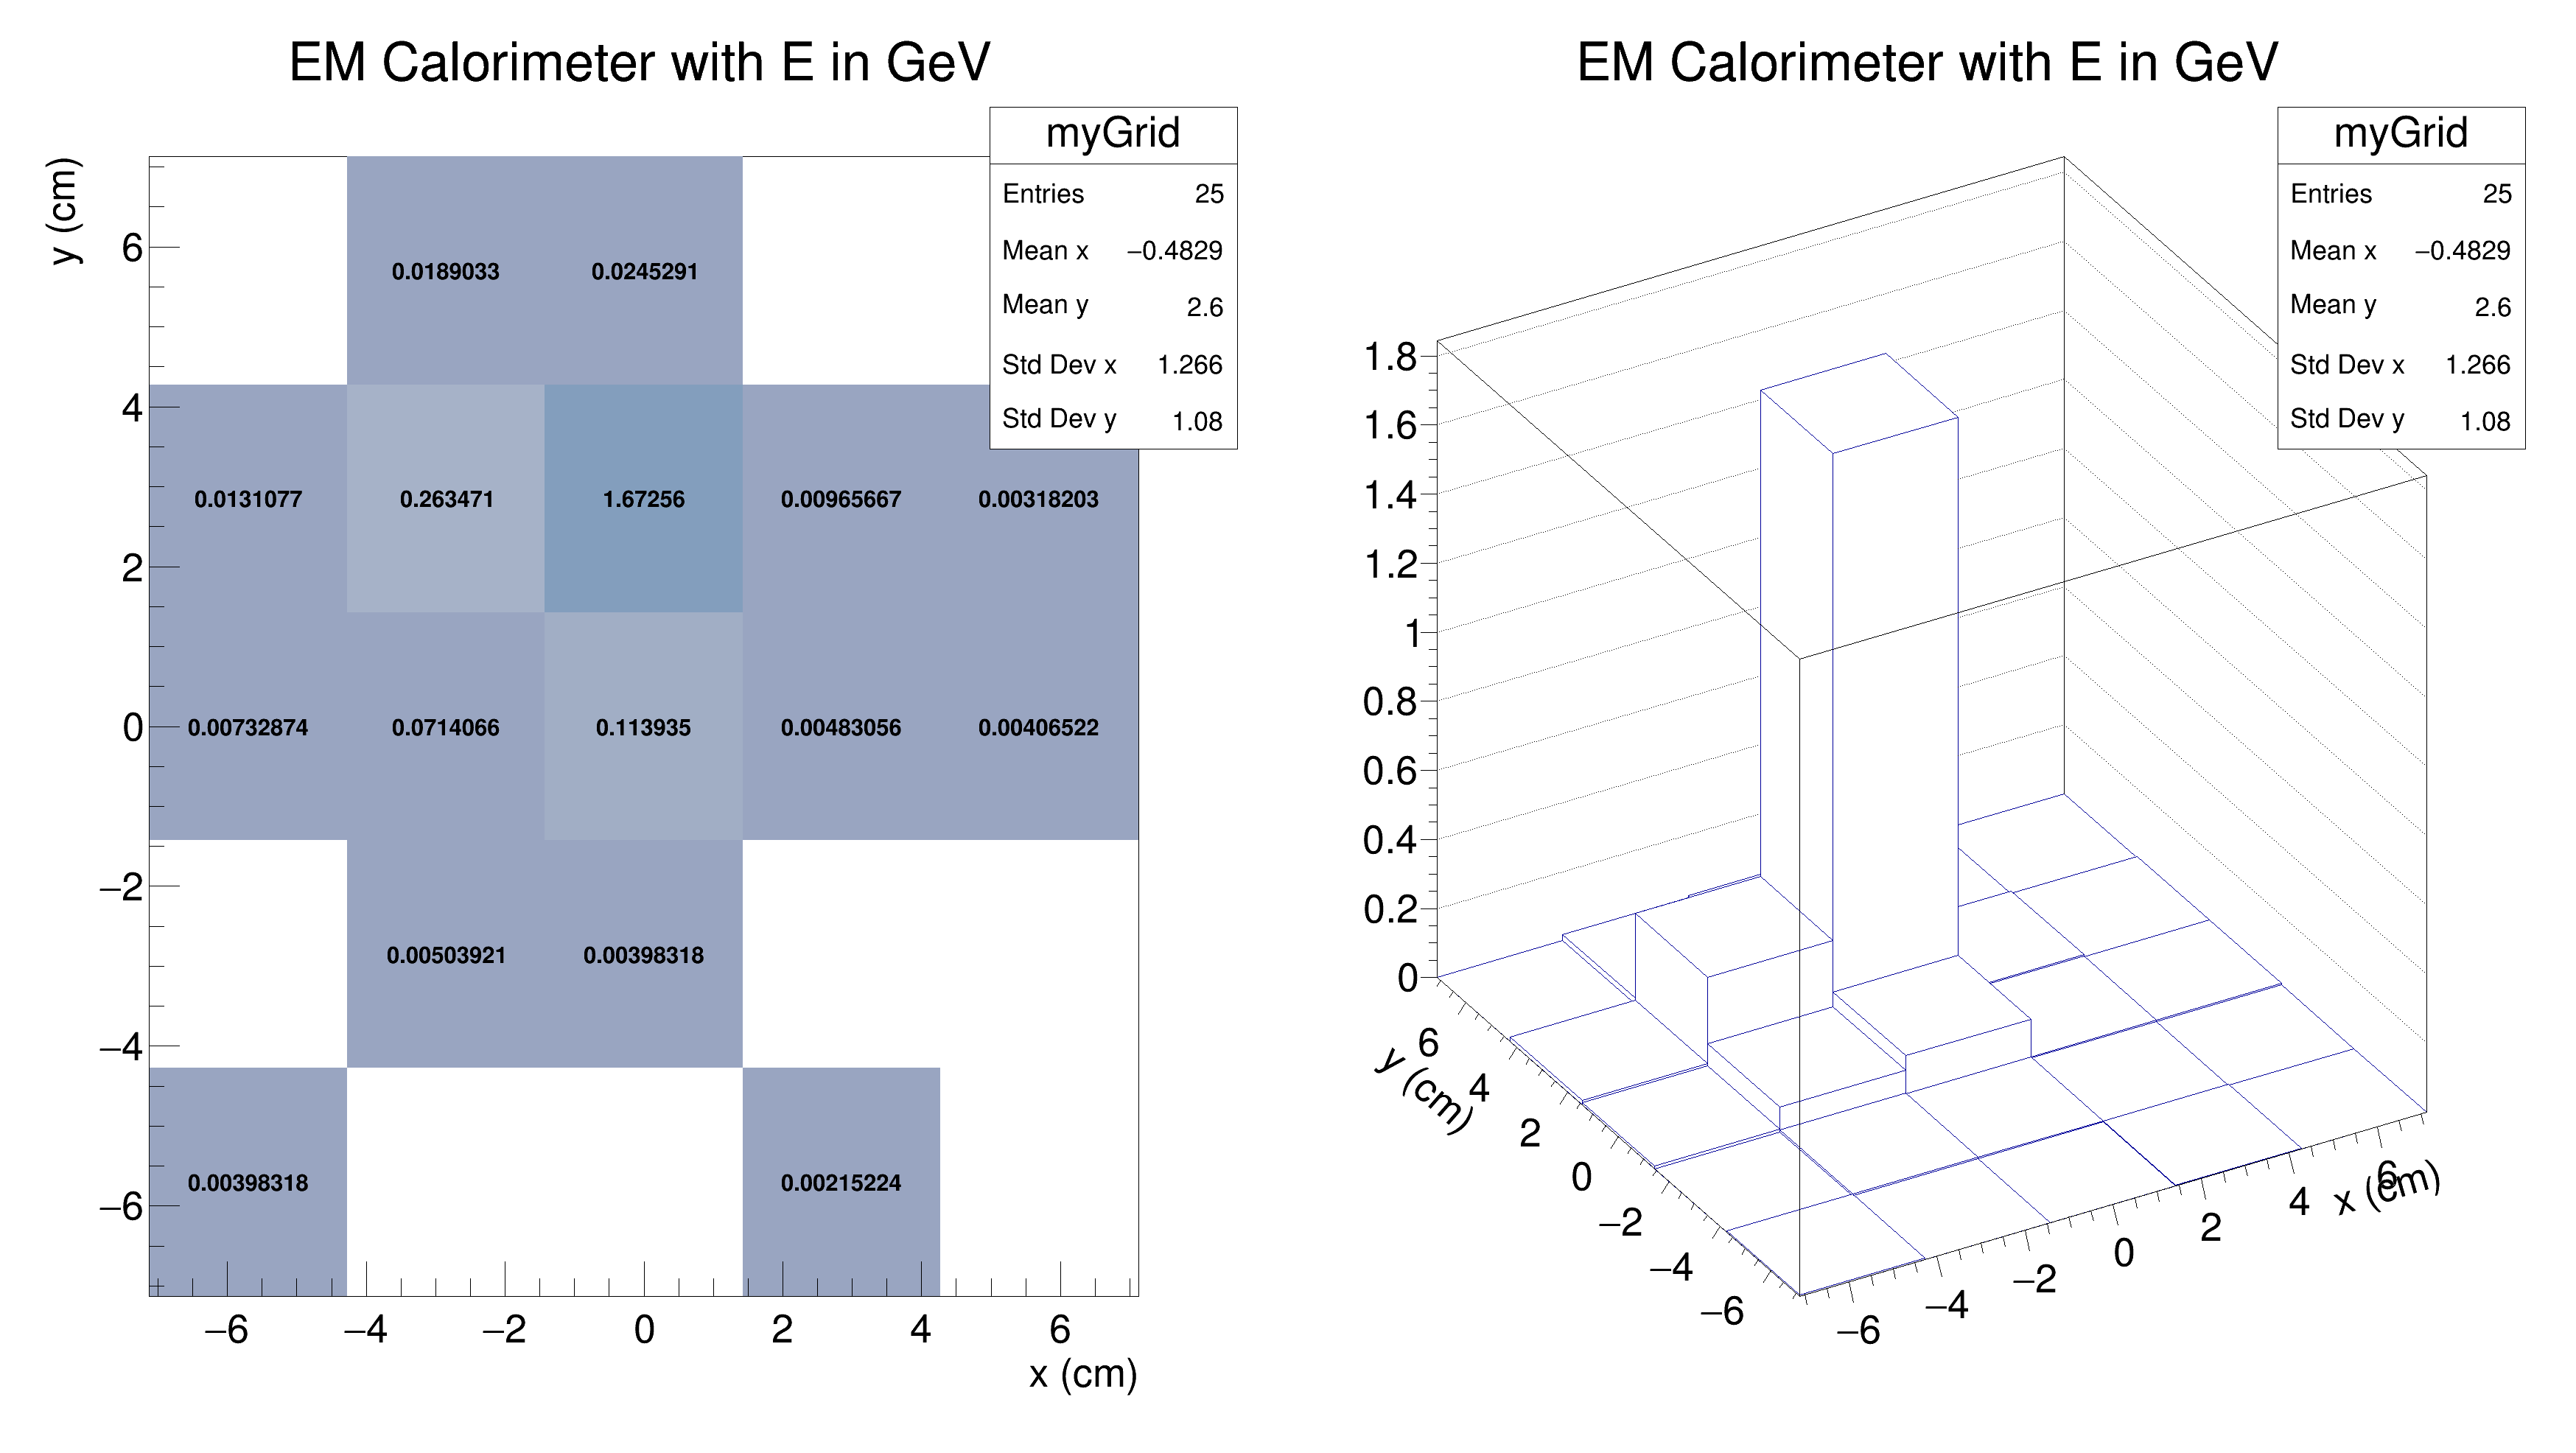 EM Calorimeter with E in GeV
myGrid
Entries 25
Mean x −0.4829
Mean y 2.6
Std Dev x 1.266
Std Dev y 1.08
y (cm)
6
4
2
0
−2
−4
−6
0.0189033 0.0245291
0.0131077 0.263471 1.67256 0.00965667 0.00318203
0.00732874 0.0714066 0.113935 0.00483056 0.00406522
0.00503921 0.00398318
0.00398318 0.00215224
−6 −4 −2 0 2 4 6
x (cm)
EM Calorimeter with E in GeV
myGrid
Entries 25
Mean x −0.4829
Mean y 2.6
Std Dev x 1.266
Std Dev y 1.08
1.8
1.6
1.4
1.2
1
0.8
0.6
0.4
0.2
0
6
4
2
0
−2
−4
−6
y (cm)
−6
−4
−2
0
2
4
6
x (cm)